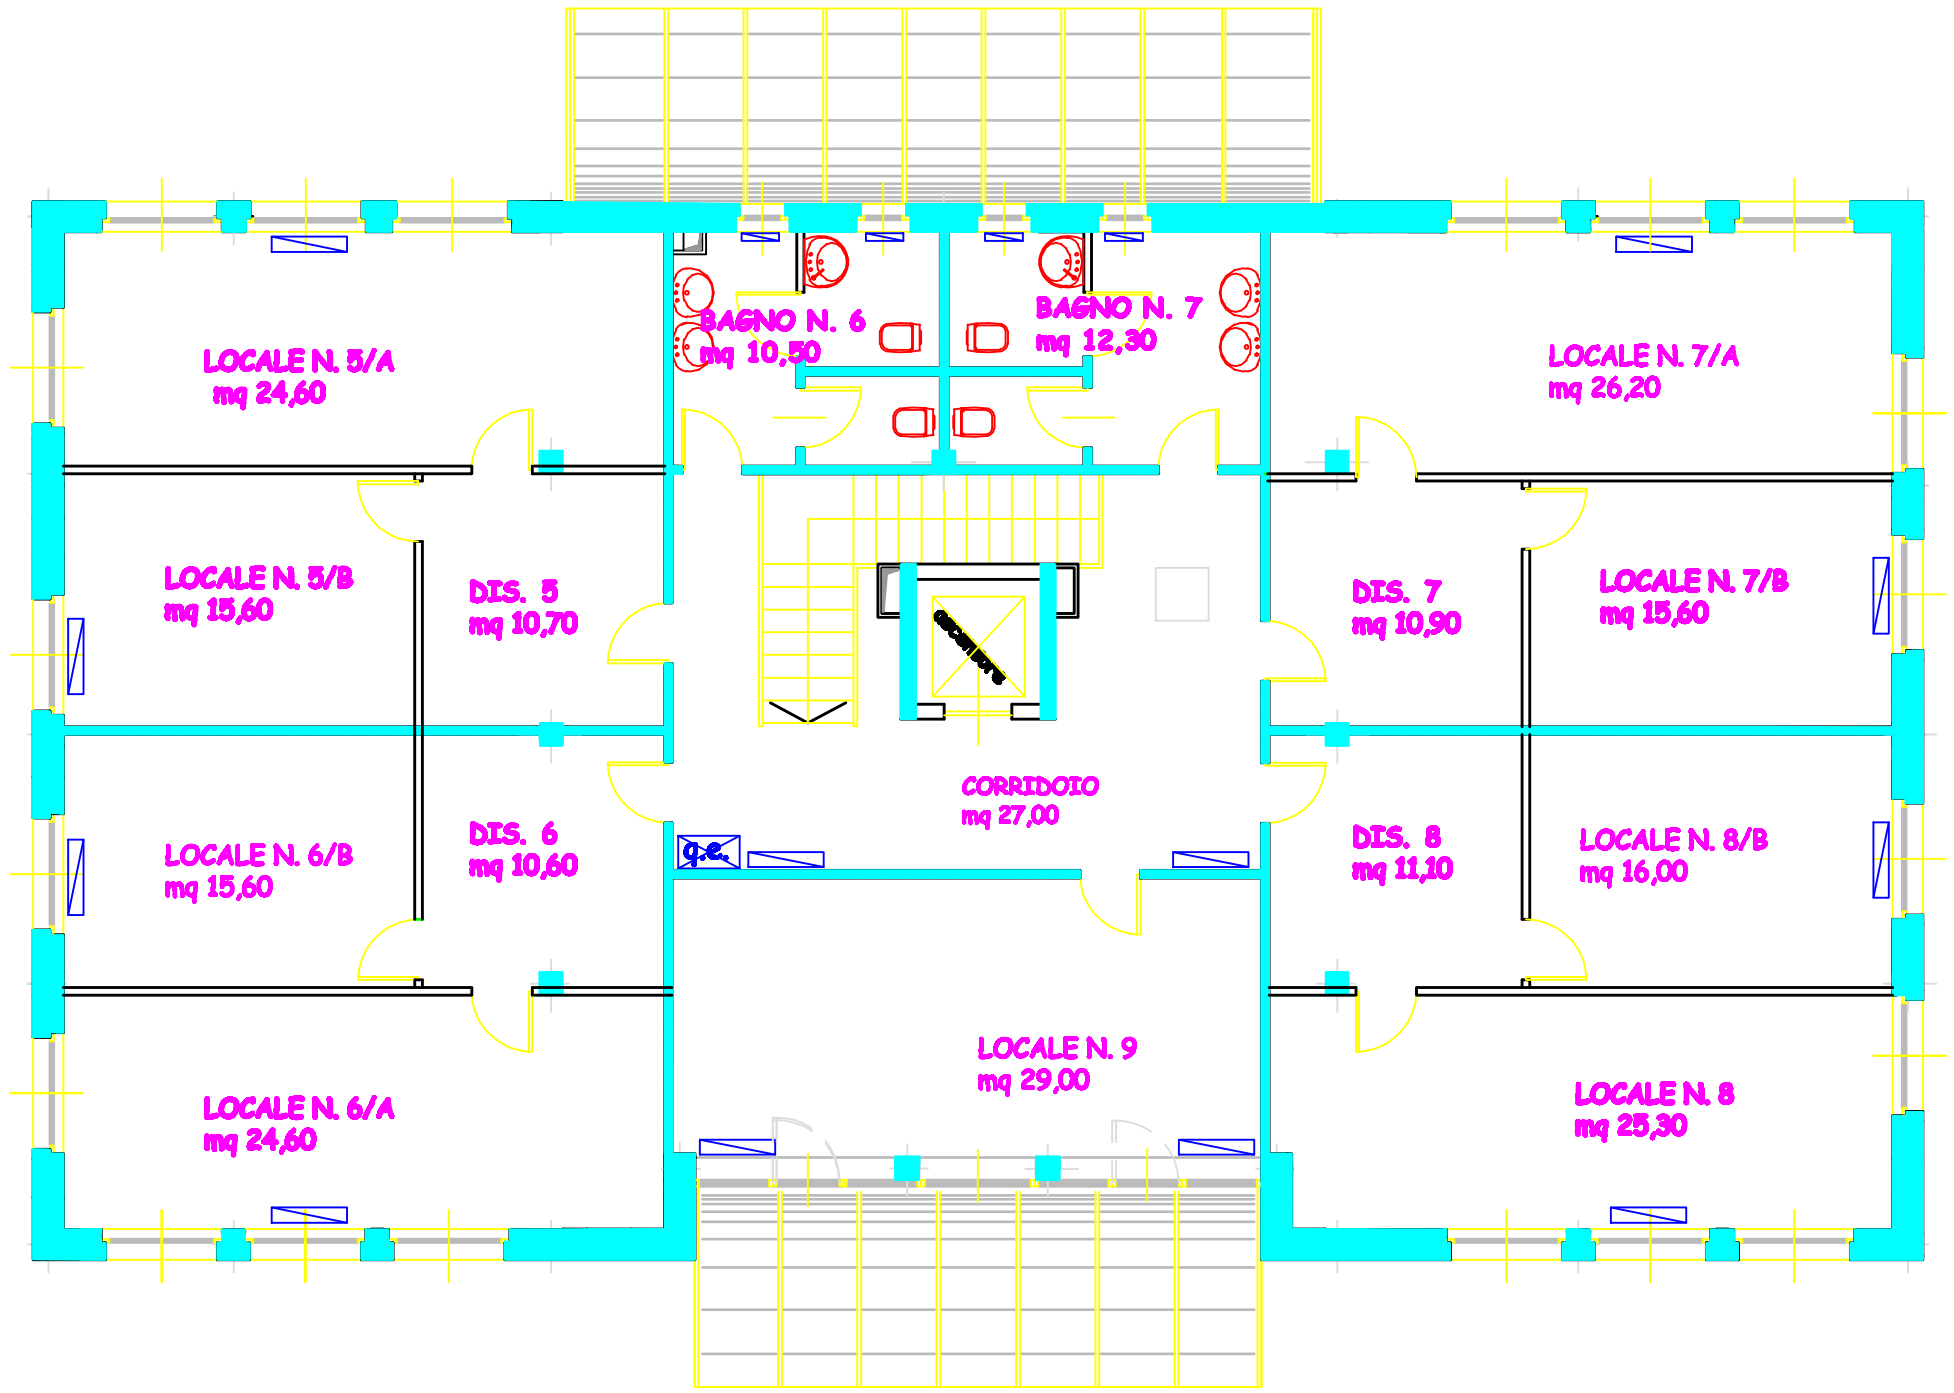 BAGNO N. 6
mq 10,50
BAGNO N. 7
mq 12,30
LOCALE N. 5/A
mq 24,60
LOCALE N. 7/A
mq 26,20
LOCALE N. 5/B
mq 15,60
DIS. 5
mq 10,70
ascensore
DIS. 7
mq 10,90
LOCALE N. 7/B
mq 15,60
CORRIDOIO
mq 27,00
LOCALE N. 6/B
mq 15,60
DIS. 6
mq 10,60
q.e.
DIS. 8
mq 11,10
LOCALE N. 8/B
mq 16,00
LOCALE N. 9
mq 29,00
LOCALE N. 6/A
mq 24,60
LOCALE N. 8
mq 25,30